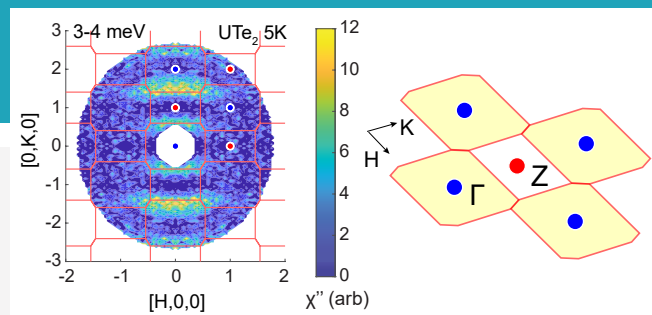 3-4 meV
UTe₂ 5K
3
2
1
0
-1
-2
-3
[0,K,0]
-2
-1
0
1
2
[H,0,0]
12
10
8
6
4
2
0
χ" (arb)
K
H
Γ
Z